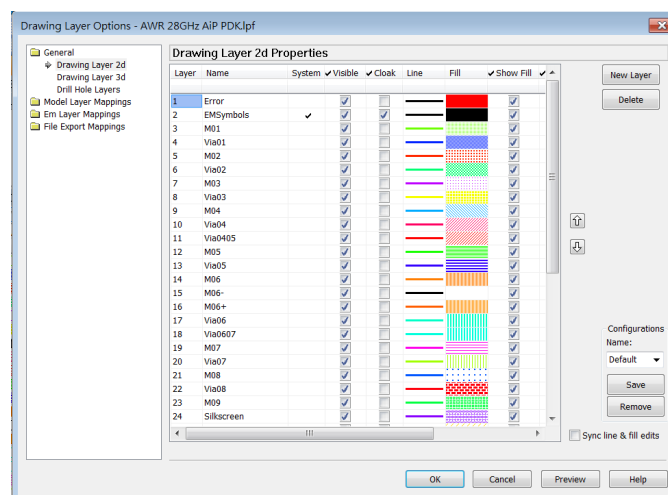 Drawing Layer Options - AWR 28GHz AiP PDK.lpf
General
Drawing Layer 2d
Drawing Layer 3d
Drill Hole Layers
Model Layer Mappings
Em Layer Mappings
File Export Mappings
Drawing Layer 2d Properties
Layer Name System Visible Cloak Line Fill Show Fill
1 Error
2 EMSymbols
3 M01
4 Via01
5 M02
6 Via02
7 M03
8 Via03
9 M04
10 Via04
11 Via0405
12 M05
13 Via05
14 M06
15 M06-
16 M06+
17 Via06
18 Via0607
19 M07
20 Via07
21 M08
22 Via08
23 M09
24 Silkscreen
New Layer
Delete
Configurations
Name:
Default
Save
Remove
Sync line & fill edits
OK Cancel Preview Help